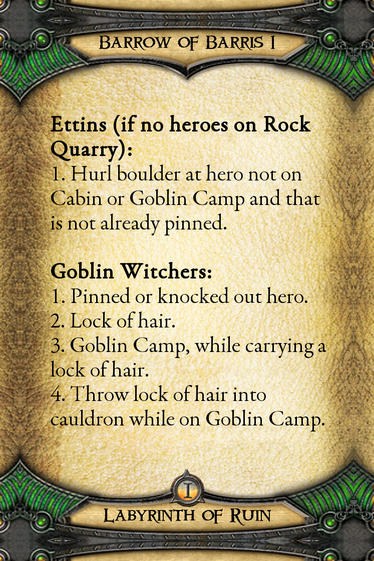 Barrow of Barris I
Ettins (if no heroes on Rock
Quarry):
1. Hurl boulder at hero not on
Cabin or Goblin Camp and that
is not already pinned.
Goblin Witchers:
1. Pinned or knocked out hero.
2. Lock of hair.
3. Goblin Camp, while carrying a
lock of hair.
4. Throw lock of hair into
cauldron while on Goblin Camp.
I
Labyrinth of Ruin